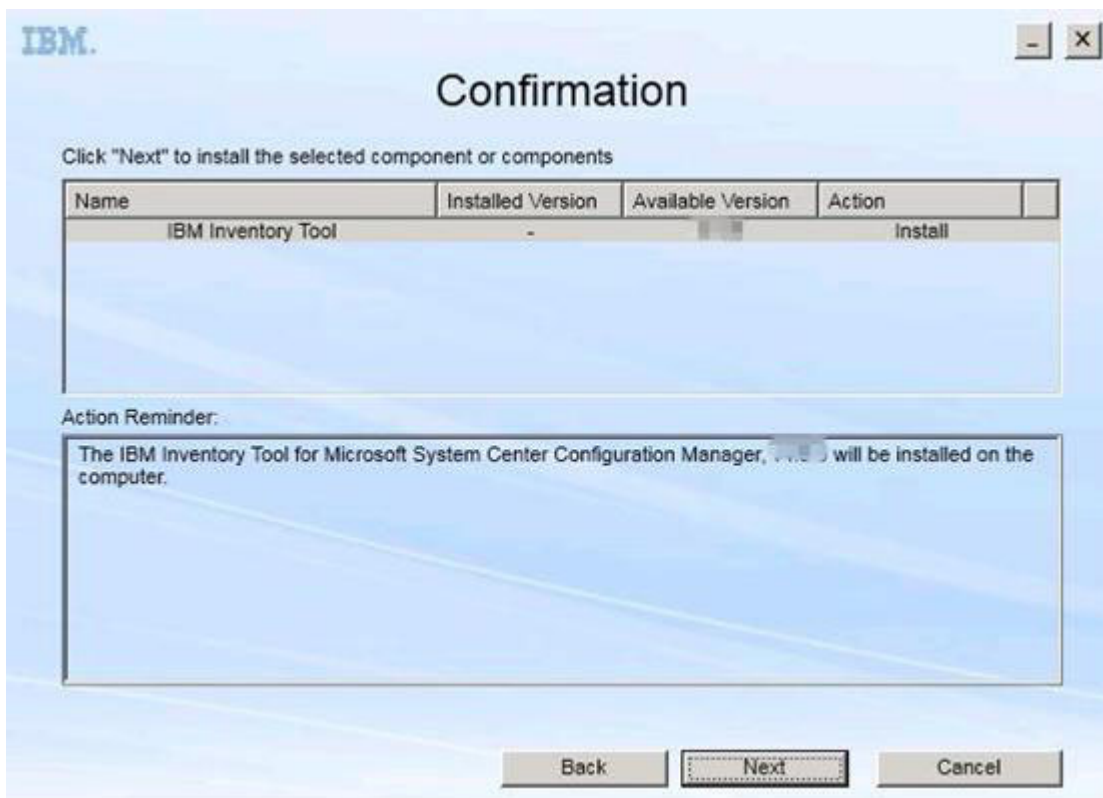 IBM.
Confirmation
Click "Next" to install the selected component or components
Name Installed Version Available Version Action
IBM Inventory Tool - Install
Action Reminder:
The IBM Inventory Tool for Microsoft System Center Configuration Manager, will be installed on the
computer.
Back Next Cancel